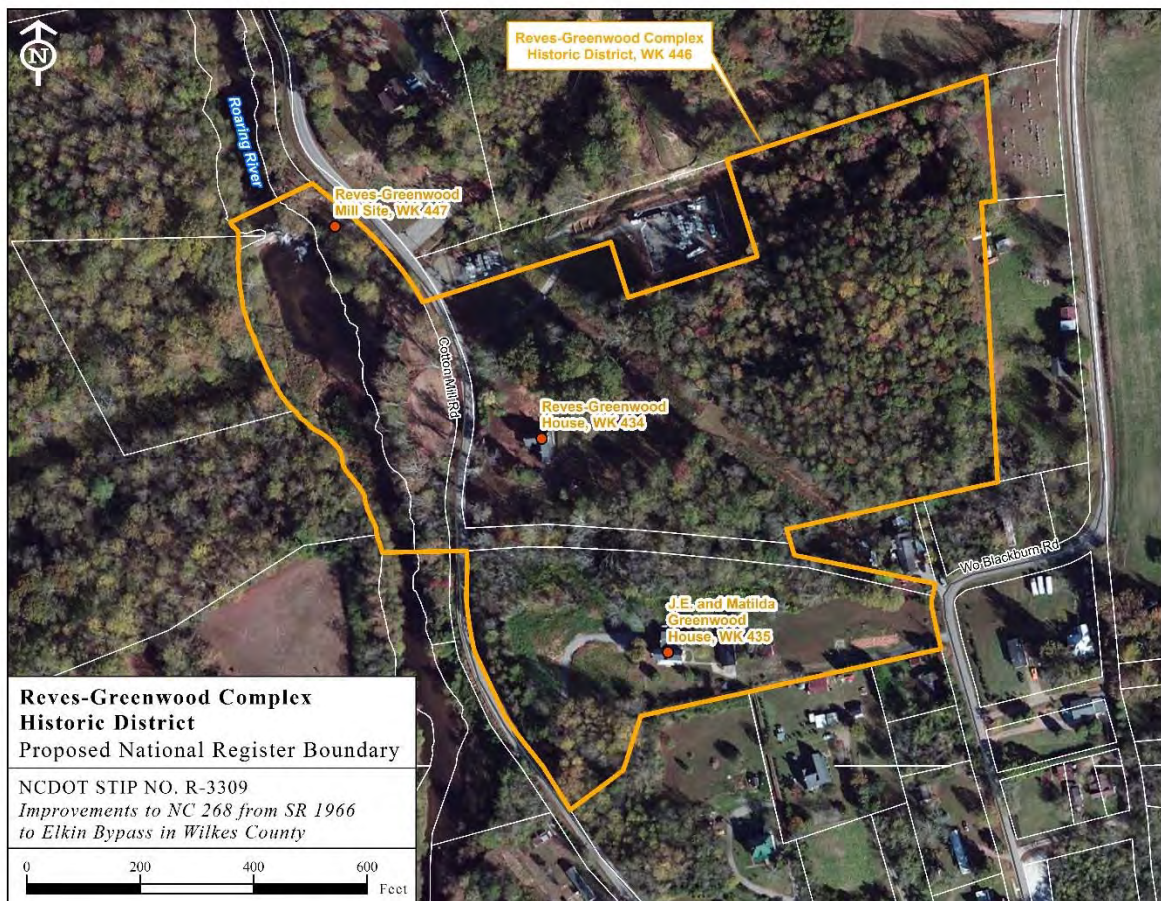 N
Reves-Greenwood Complex
Historic District, WK 446
Roaring River
Reves-Greenwood
Mill Site, WK 447
Cotton Mill Rd
Reves-Greenwood
House, WK 434
Wo Blackburn Rd
J.E. and Matilda
Greenwood
House, WK 435
Reves-Greenwood Complex
Historic District
Proposed National Register Boundary
NCDOT STIP NO. R-3309
Improvements to NC 268 from SR 1966
to Elkin Bypass in Wilkes County
0 200 400 600
Feet